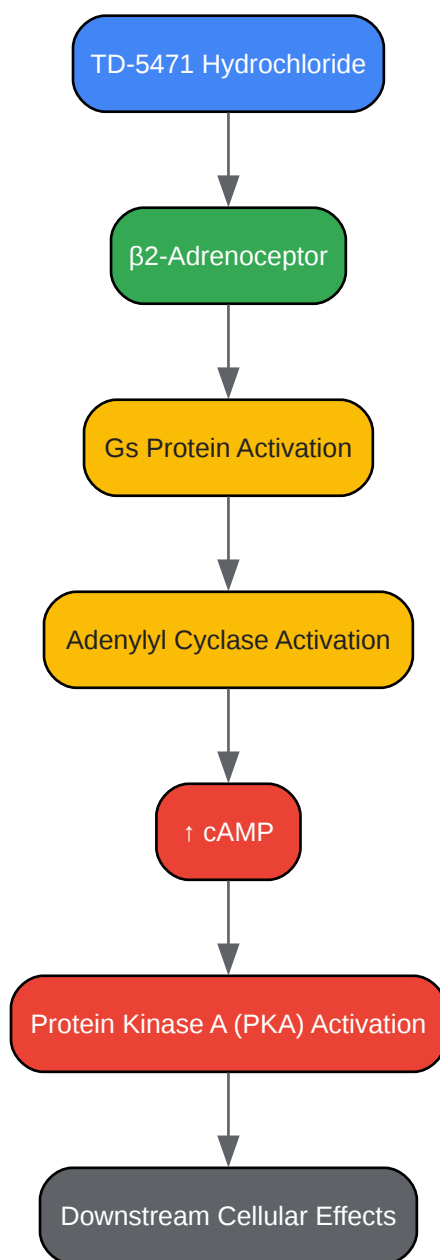 TD-5471 Hydrochloride
β2-Adrenoceptor
Gs Protein Activation
Adenylyl Cyclase Activation
↑ cAMP
Protein Kinase A (PKA) Activation
Downstream Cellular Effects